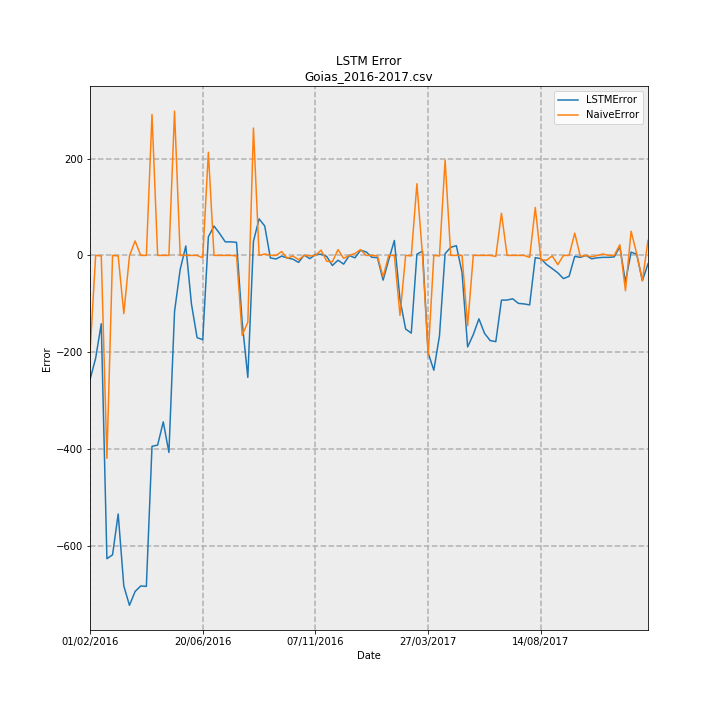 LSTM Error
Goias_2016-2017.csv
LSTMError
NaiveError
200
0
−200
−400
−600
Error
01/02/2016
20/06/2016
07/11/2016
27/03/2017
14/08/2017
Date